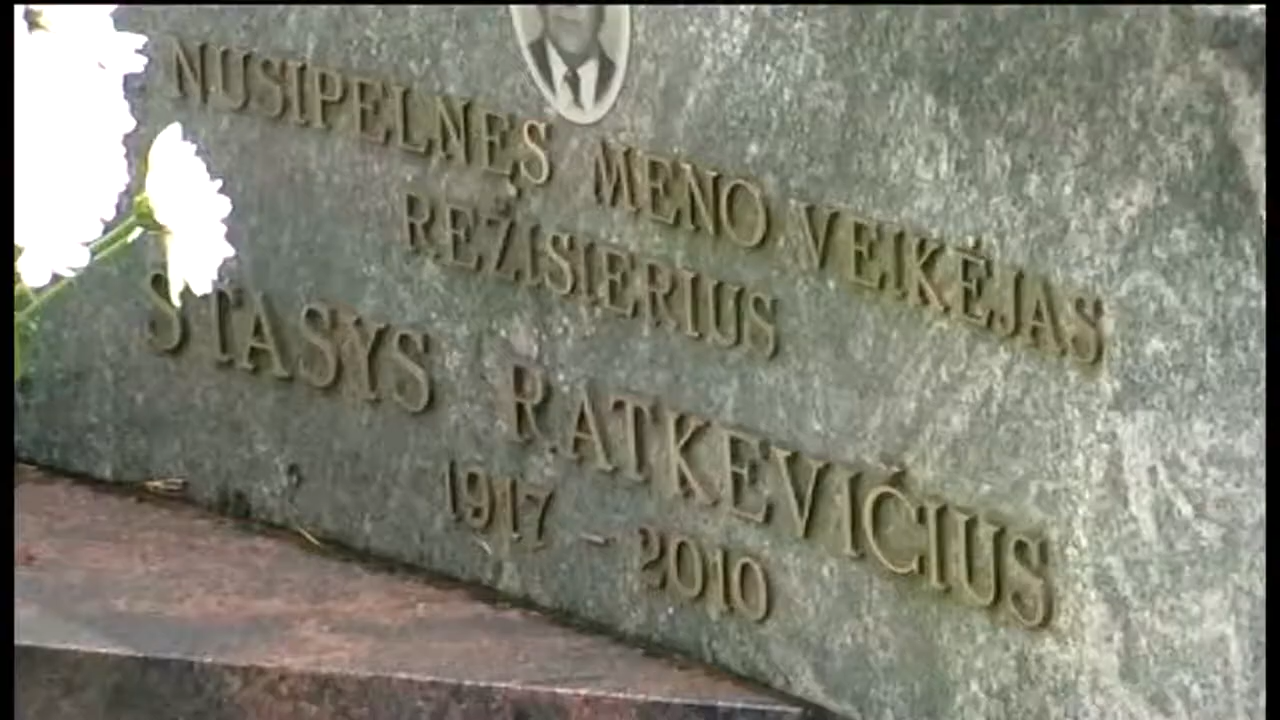 NUSIPELNĘS MENO VEIKĖJAS
REŽISIERIUS
STASYS RATKEVIČIUS
1917 – 2010